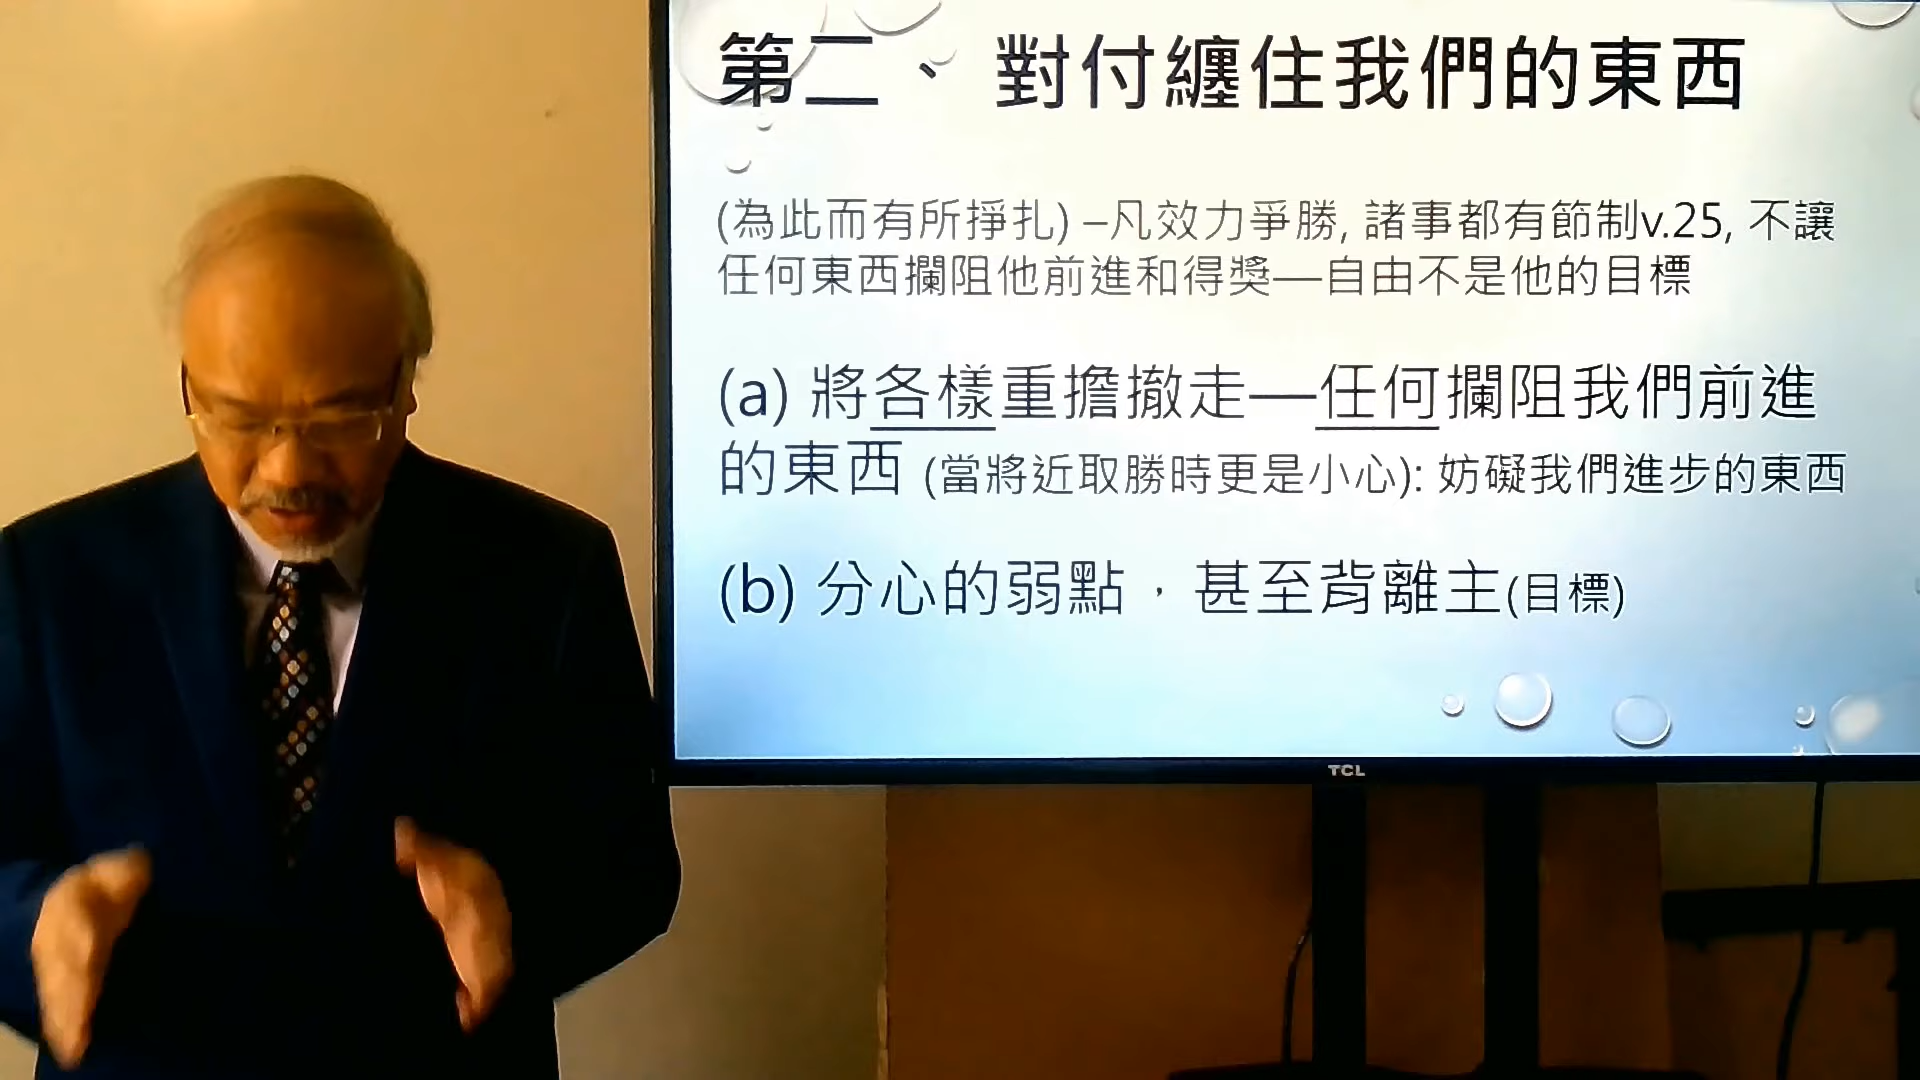 第二、 對付纏住我們的東西
(為此而有所掙扎) –凡效力爭勝, 諸事都有節制v.25, 不讓
任何東西攔阻他前進和得獎—自由不是他的目標
(a) 將各樣重擔撤走—任何攔阻我們前進
的東西 (當將近取勝時更是小心): 妨礙我們進步的東西
(b) 分心的弱點，甚至背離主(目標)
TCL